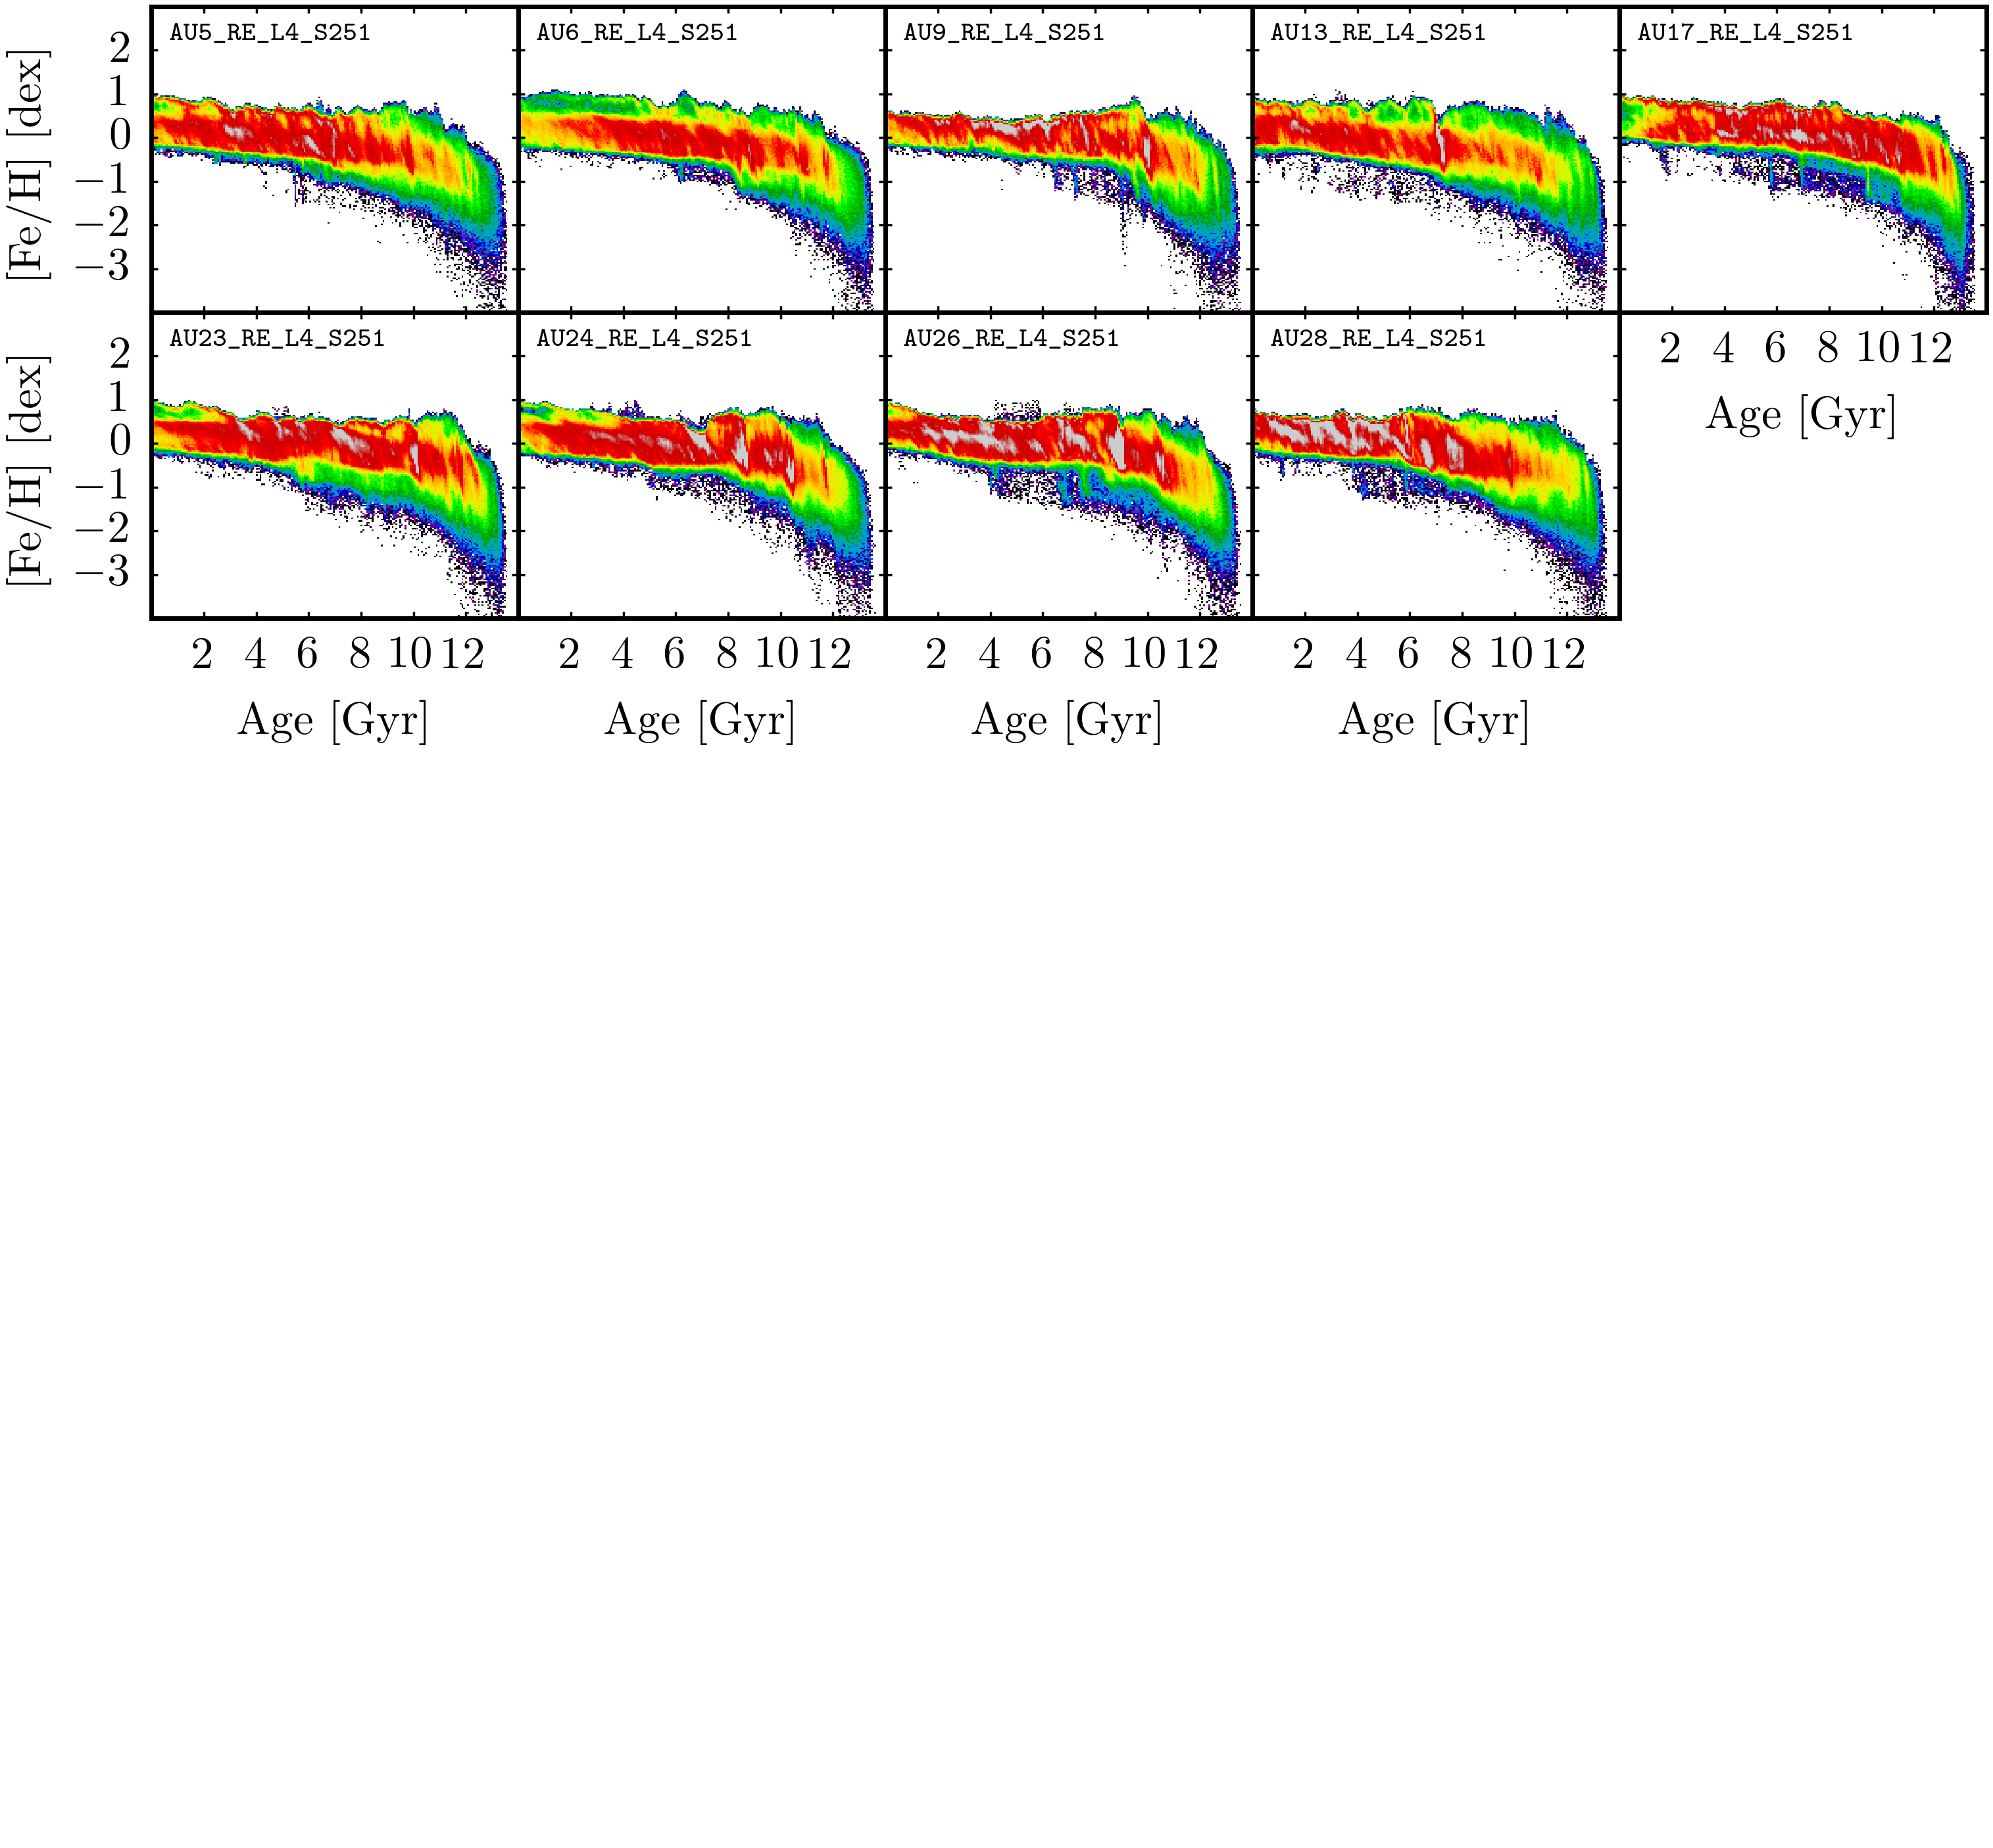 AU5_RE_L4_S251 AU6_RE_L4_S251 AU9_RE_L4_S251 AU13_RE_L4_S251 AU17_RE_L4_S251
[Fe/H] [dex]
2
1
0
−1
−2
−3
AU23_RE_L4_S251 AU24_RE_L4_S251 AU26_RE_L4_S251 AU28_RE_L4_S251
2 4 6 8 10 12
Age [Gyr]
[Fe/H] [dex]
2
1
0
−1
−2
−3
2 4 6 8 10 12 2 4 6 8 10 12 2 4 6 8 10 12 2 4 6 8 10 12
Age [Gyr] Age [Gyr] Age [Gyr] Age [Gyr]